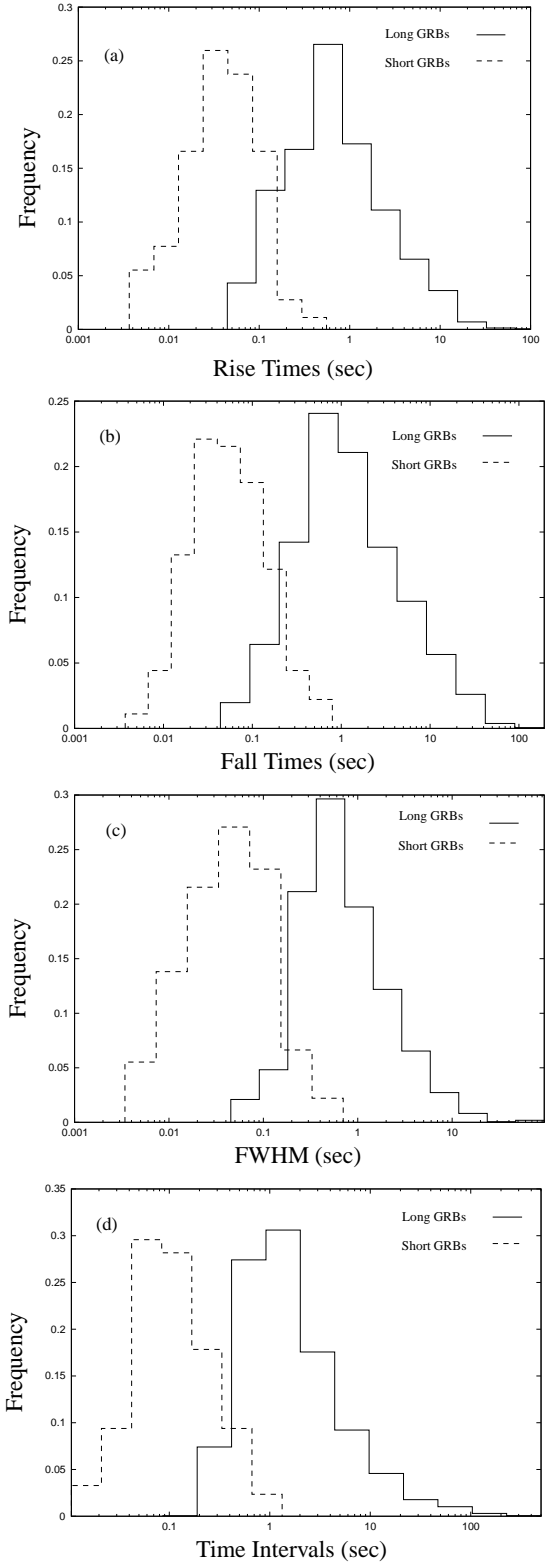 0.3
(a)
Long GRBs
Short GRBs
0.25
0.2
0.15
0.1
0.05
0
Frequency
0.001 0.01 0.1 1 10 100
Rise Times (sec)
0.25
(b)
Long GRBs
Short GRBs
0.2
0.15
0.1
0.05
0
Frequency
0.001 0.01 0.1 1 10 100
Fall Times (sec)
0.3
(c)
Long GRBs
Short GRBs
0.25
0.2
0.15
0.1
0.05
0
Frequency
0.001 0.01 0.1 1 10
FWHM (sec)
0.35
(d)
Long GRBs
Short GRBs
0.3
0.25
0.2
0.15
0.1
0.05
0
Frequency
0.1 1 10 100
Time Intervals (sec)